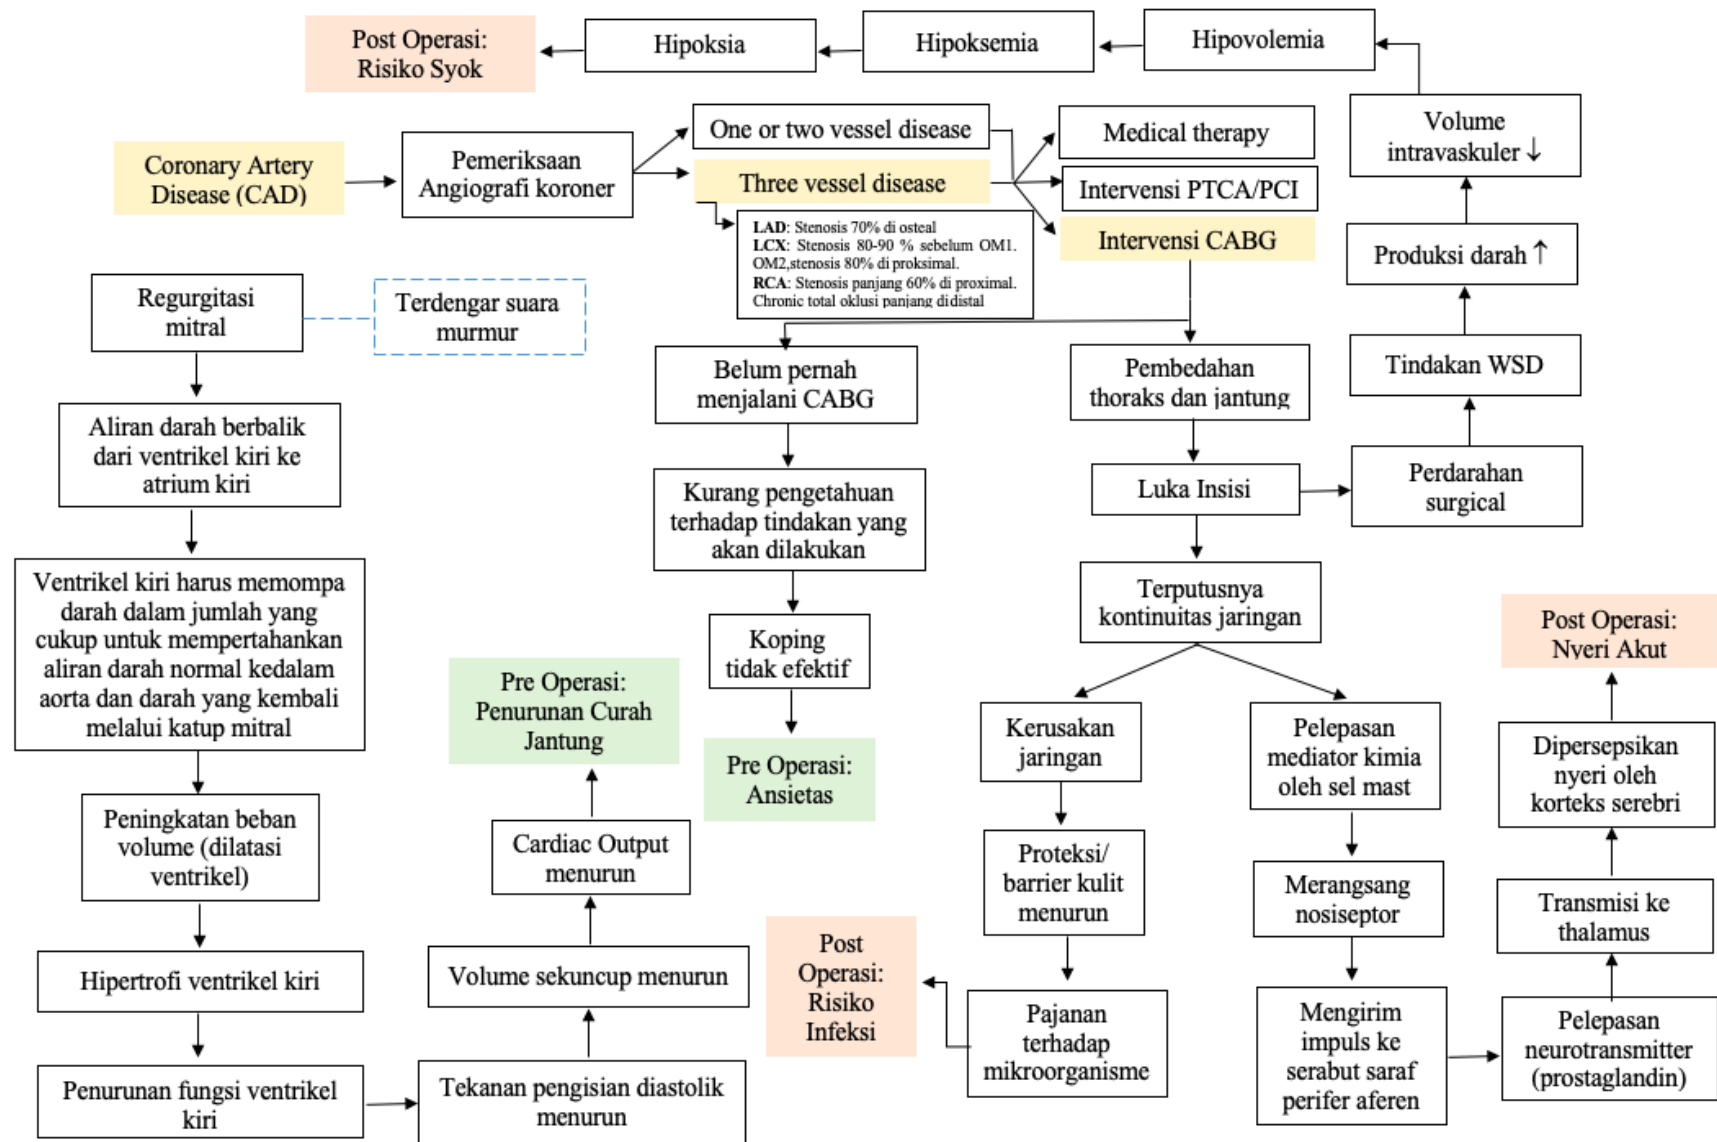 Post Operasi:
Risiko Syok
Hipoksia
Hipoksemia
Hipovolemia
Coronary Artery
Disease (CAD)
Pemeriksaan
Angiografi koroner
One or two vessel disease
Three vessel disease
LAD: Stenosis 70% di osteal
LCX: Stenosis 80-90 % sebelum OM1.
OM2,stenosis 80% di proksimal.
RCA: Stenosis panjang 60% di proximal.
Chronic total oklusi panjang didistal
Medical therapy
Intervensi PTCA/PCI
Intervensi CABG
Volume
intravaskuler ↓
Produksi darah ↑
Tindakan WSD
Perdarahan
surgical
Regurgitasi
mitral
Terdengar suara
murmur
Aliran darah berbalik
dari ventrikel kiri ke
atrium kiri
Ventrikel kiri harus memompa
darah dalam jumlah yang
cukup untuk mempertahankan
aliran darah normal kedalam
aorta dan darah yang kembali
melalui katup mitral
Peningkatan beban
volume (dilatasi
ventrikel)
Hipertrofi ventrikel kiri
Penurunan fungsi ventrikel
kiri
Tekanan pengisian diastolik
menurun
Volume sekuncup menurun
Cardiac Output
menurun
Pre Operasi:
Penurunan Curah
Jantung
Belum pernah
menjalani CABG
Kurang pengetahuan
terhadap tindakan yang
akan dilakukan
Koping
tidak efektif
Pre Operasi:
Ansietas
Pembedahan
thoraks dan jantung
Luka Insisi
Terputusnya
kontinuitas jaringan
Kerusakan
jaringan
Proteksi/
barrier kulit
menurun
Pajanan
terhadap
mikroorganisme
Post
Operasi:
Risiko
Infeksi
Pelepasan
mediator kimia
oleh sel mast
Merangsang
nosiseptor
Mengirim
impuls ke
serabut saraf
perifer aferen
Pelepasan
neurotransmitter
(prostaglandin)
Transmisi ke
thalamus
Dipersepsikan
nyeri oleh
korteks serebri
Post Operasi:
Nyeri Akut